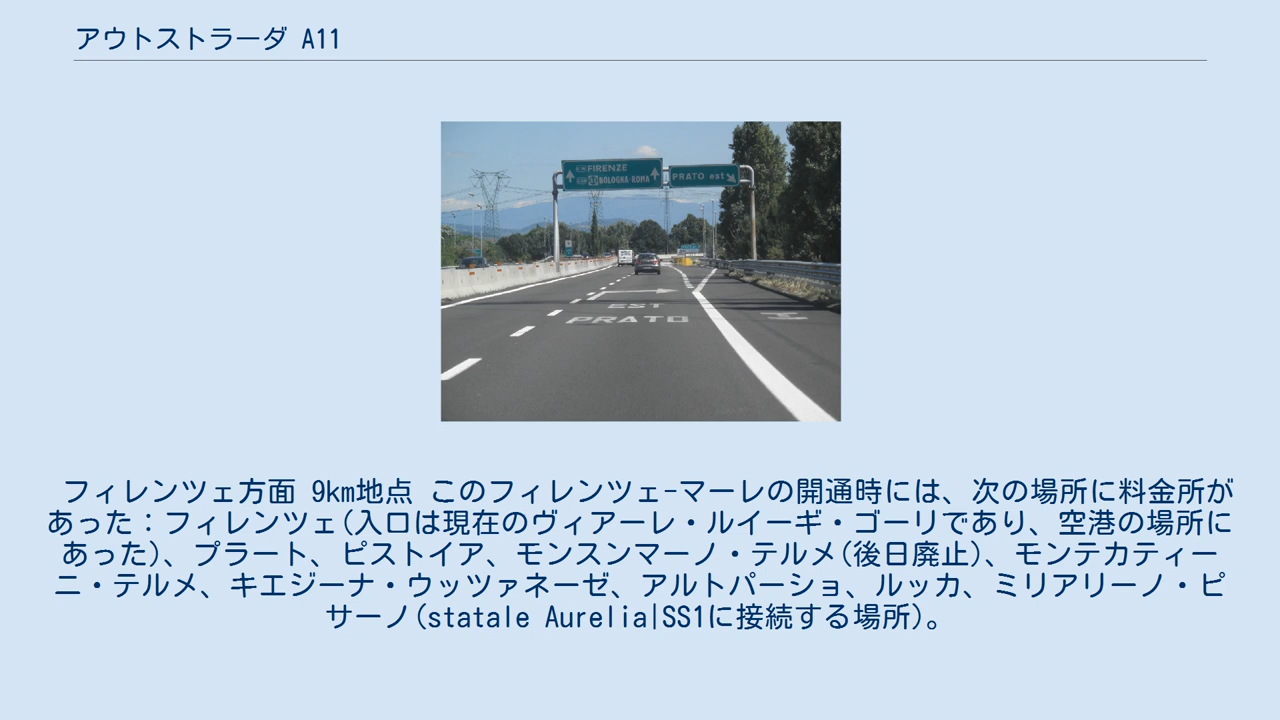 アウトストラーダ A11
FIRENZE
BOLOGNA-ROMA
PRATO est
EST
PRATO
フィレンツェ方面 9km地点 このフィレンツェ-マーレの開通時には、次の場所に料金所が
あった：フィレンツェ(入口は現在のヴィアーレ・ルイーギ・ゴーリであり、空港の場所に
あった)、プラート、ピストイア、モンスンマーノ・テルメ(後日廃止)、モンテカティー
ニ・テルメ、キエジーナ・ウッツァネーゼ、アルトパーショ、ルッカ、ミリアリーノ・ピ
サーノ(statale Aurelia|SS1に接続する場所)。